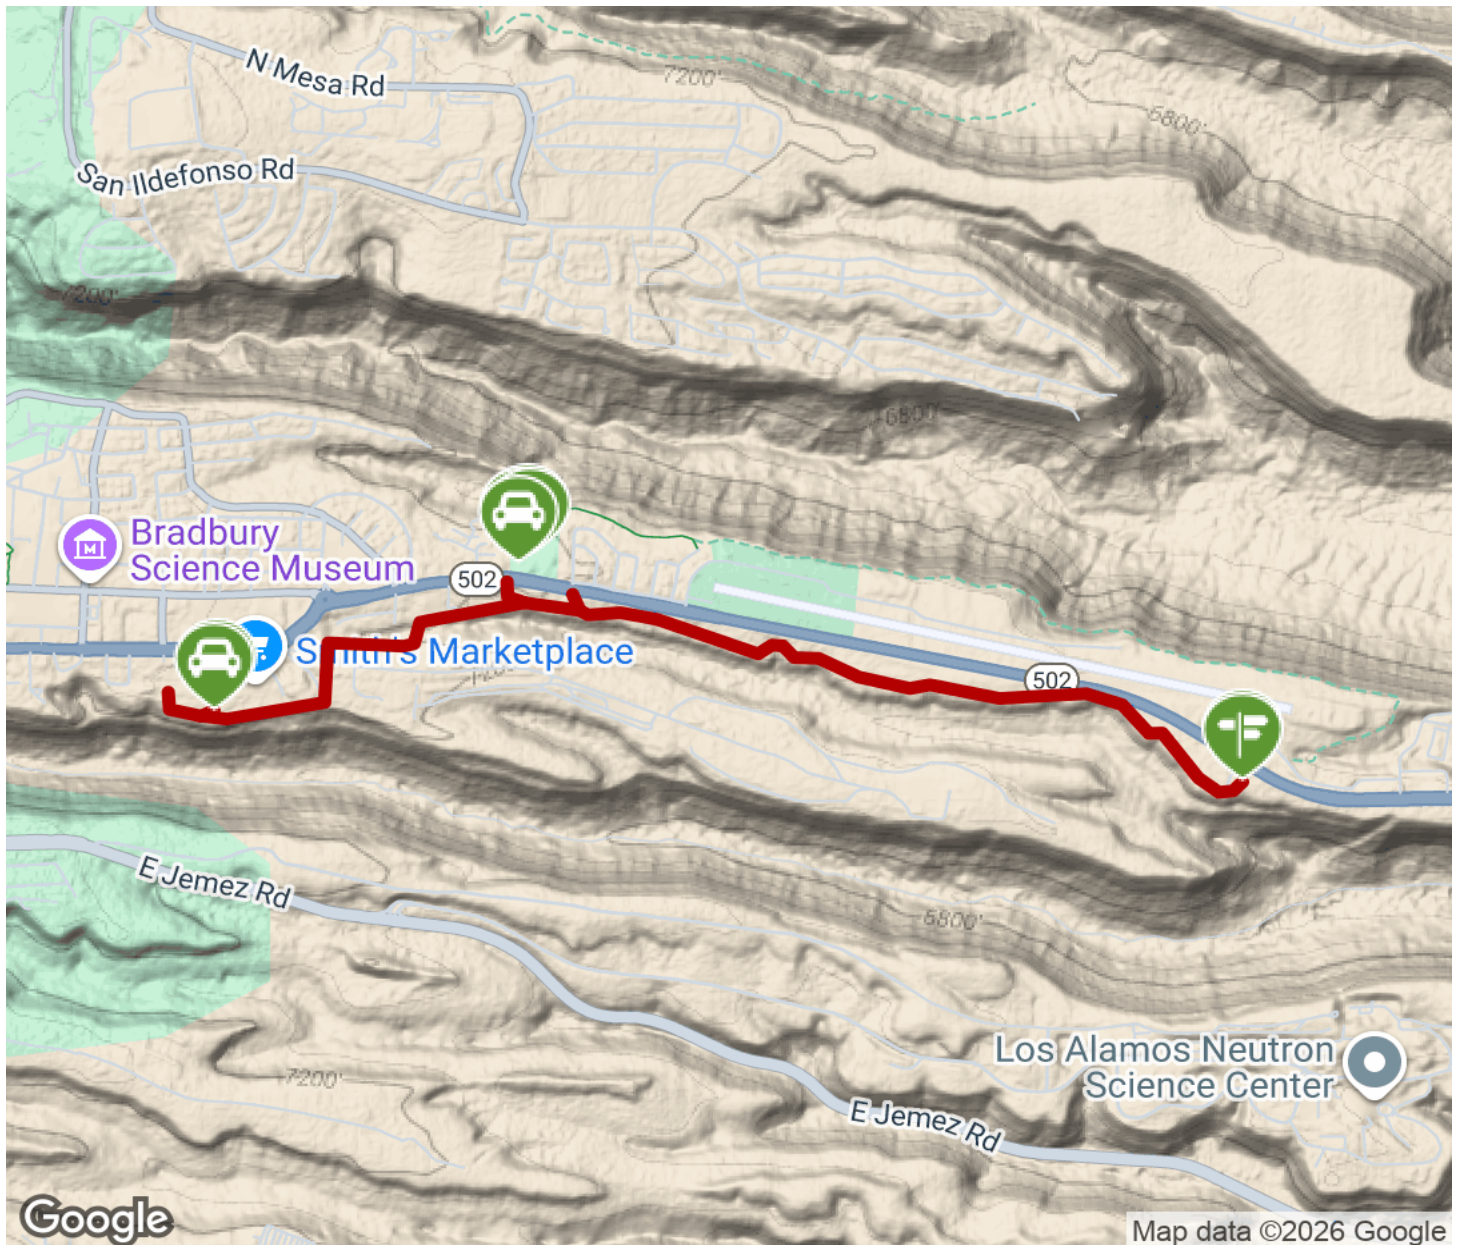 N Mesa Rd
7200'
6800'
San Ildefonso Rd
7200'
6800'
Bradbury
Science Museum
502
Smith's Marketplace
502
E Jemez Rd
6800'
Los Alamos Neutron
Science Center
7200'
E Jemez Rd
Google
Map data ©2026 Google